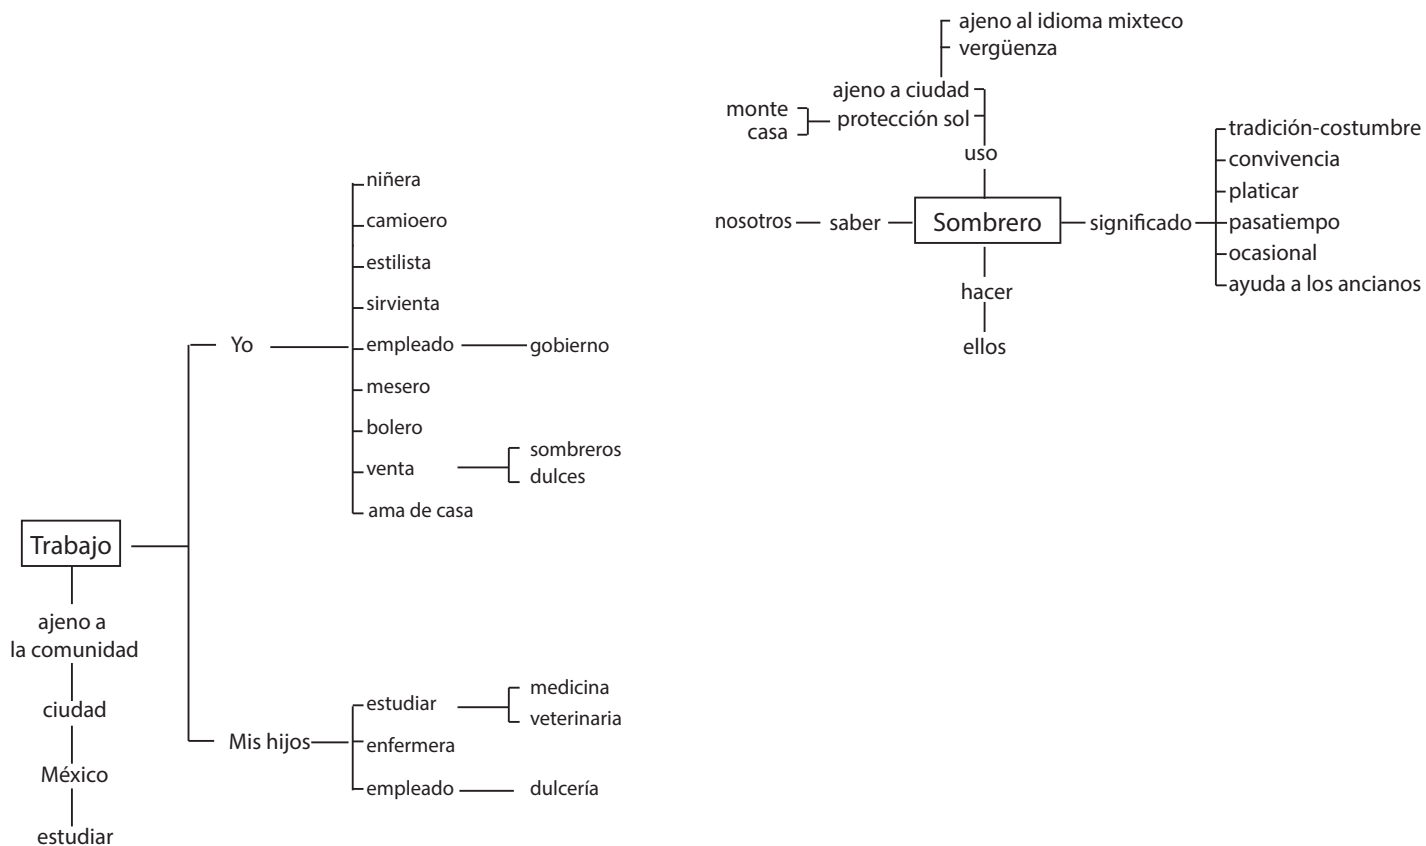 ajeno al idioma mixteco
vergüenza
ajeno a ciudad
monte
casa
protección sol
uso
nosotros
saber
Sombrero
significado
tradición-costumbre
convivencia
platicar
pasatiempo
ocasional
ayuda a los ancianos
hacer
ellos
Trabajo
Yo
niñera
camioero
estilista
sirvienta
empleado
gobierno
mesero
bolero
venta
sombreros
dulces
ama de casa
Mis hijos
estudiar
medicina
veterinaria
enfermera
empleado
dulcería
ajeno a
la comunidad
ciudad
México
estudiar